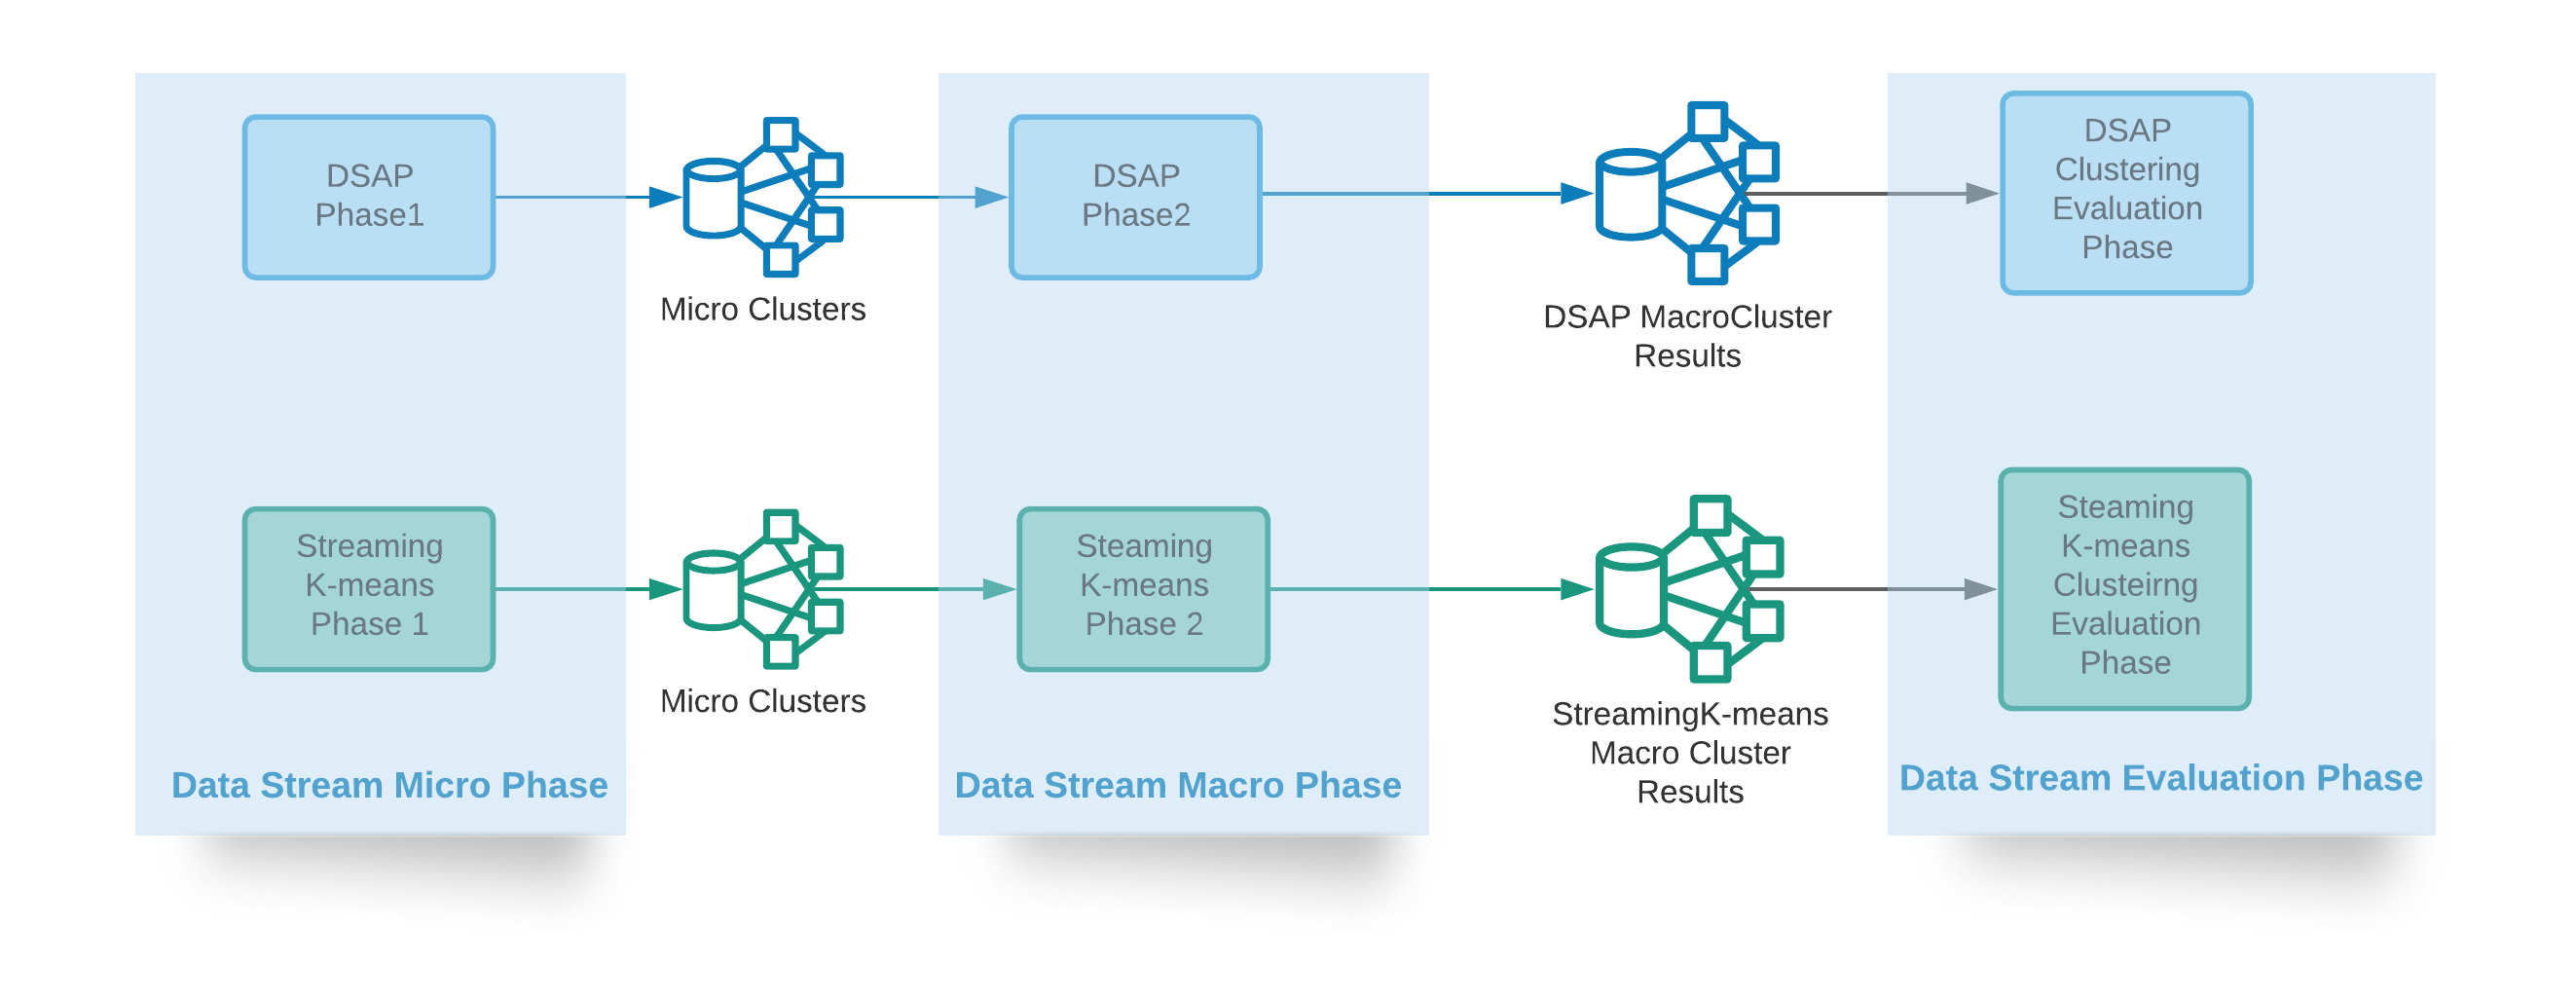 DSAP
Phase1
Micro Clusters
DSAP
Phase2
DSAP MacroCluster
Results
DSAP
Clustering
Evaluation
Phase
Streaming
K-means
Phase 1
Micro Clusters
Steaming
K-means
Phase 2
StreamingK-means
Macro Cluster
Results
Steaming
K-means
Clusteirng
Evaluation
Phase
Data Stream Micro Phase
Data Stream Macro Phase
Data Stream Evaluation Phase